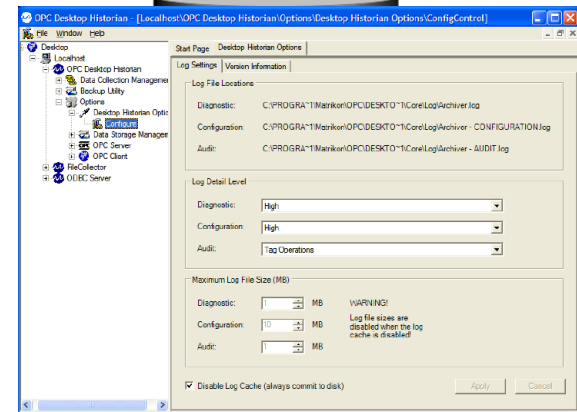 OPC Desktop Historian - [Localhost\OPC Desktop Historian\Options\Desktop Historian Options\ConfigControl]
File Window Help
Desktop
Localhost
OPC Desktop Historian
Data Collection Managemen
Backup Utility
Options
Desktop Historian Optic
Configure
Data Storage Managem
OPC Server
OPC Client
FileCollector
ODBC Server
Start Page Desktop Historian Options
Log Settings Version Information
Log File Locations
Diagnostic: C:\PROGRA~1\Matrikon\OPC\DESKTO~1\Core\Log\Archiver.log
Configuration: C:\PROGRA~1\Matrikon\OPC\DESKTO~1\Core\Log\Archiver - CONFIGURATION.log
Audit: C:\PROGRA~1\Matrikon\OPC\DESKTO~1\Core\Log\Archiver - AUDIT.log
Log Detail Level
Diagnostic: High
Configuration: High
Audit: Tag Operations
Maximum Log File Size (MB)
Diagnostic: 1 MB WARNING!
Log file sizes are
Configuration: 10 MB disabled when the log
cache is disabled!
Audit: 1 MB
Disable Log Cache (always commit to disk) Apply Cancel